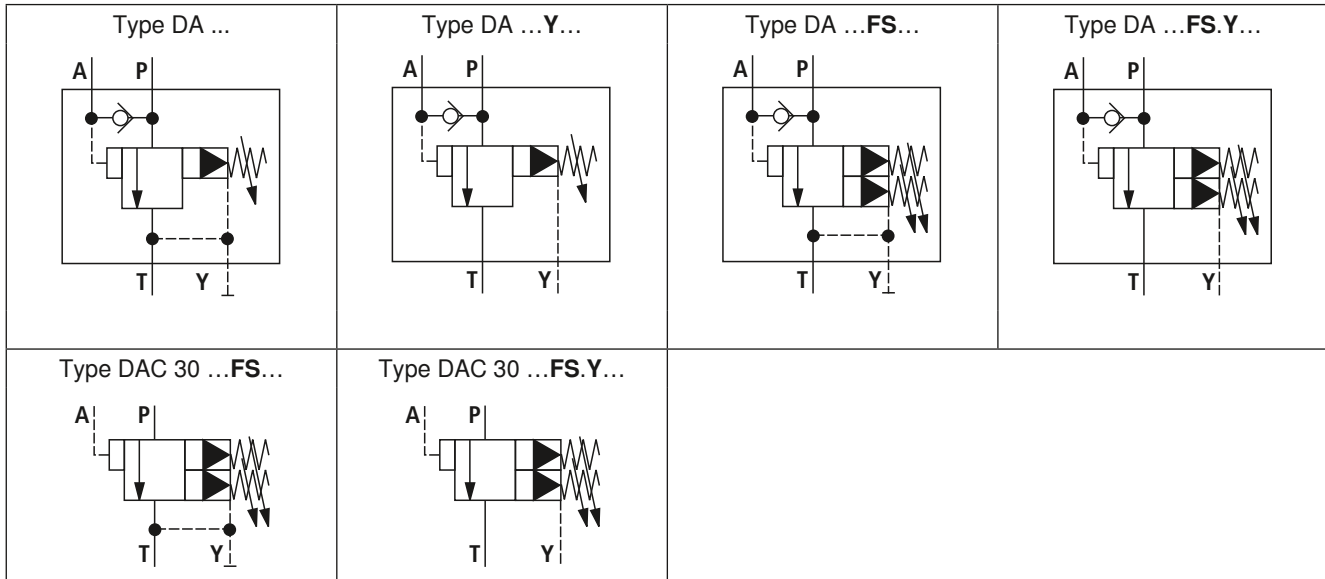 Type DA ...
A P
T Y
Type DA …Y…
A P
T Y
Type DA …FS…
A P
T Y
Type DA …FS.Y…
A P
T Y
Type DAC 30 …FS…
A P
T Y
Type DAC 30 …FS.Y…
A P
T Y